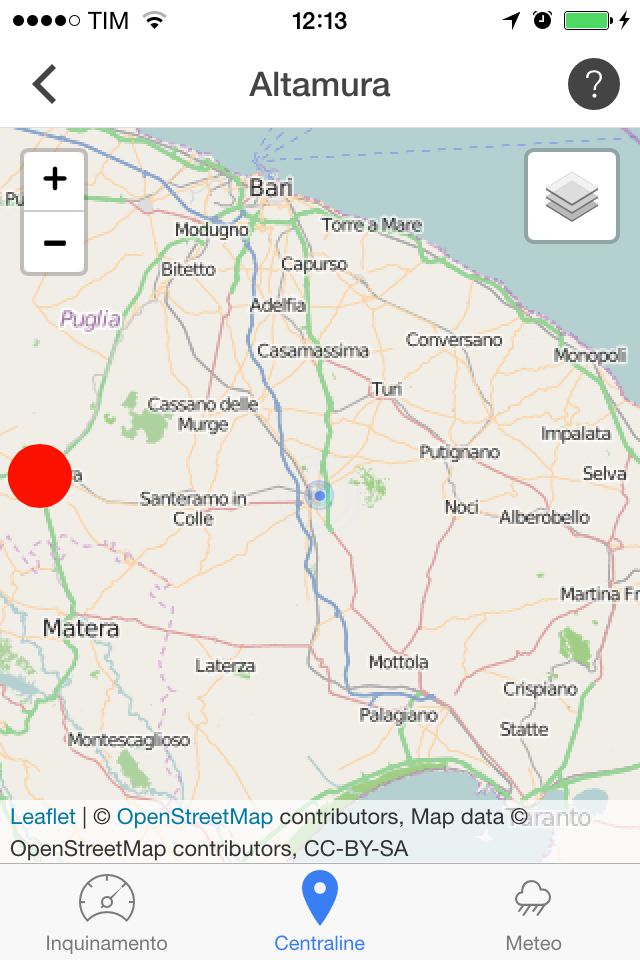 TIM 12:13
Altamura
?
+
−
Bari
Pu
Modugno
Torre a Mare
Bitetto
Capurso
Puglia
Adelfia
Casamassima
Conversano
Monopoli
Turi
Cassano delle
Murge
Impalata
Putignano
Selva
a
Santeramo in
Colle
Noci
Alberobello
Martina Fr
Matera
Laterza
Mottola
Crispiano
Palagiano
Statte
Montescaglioso
Taranto
Leaflet | © OpenStreetMap contributors, Map data ©
OpenStreetMap contributors, CC-BY-SA
Inquinamento
Centraline
Meteo